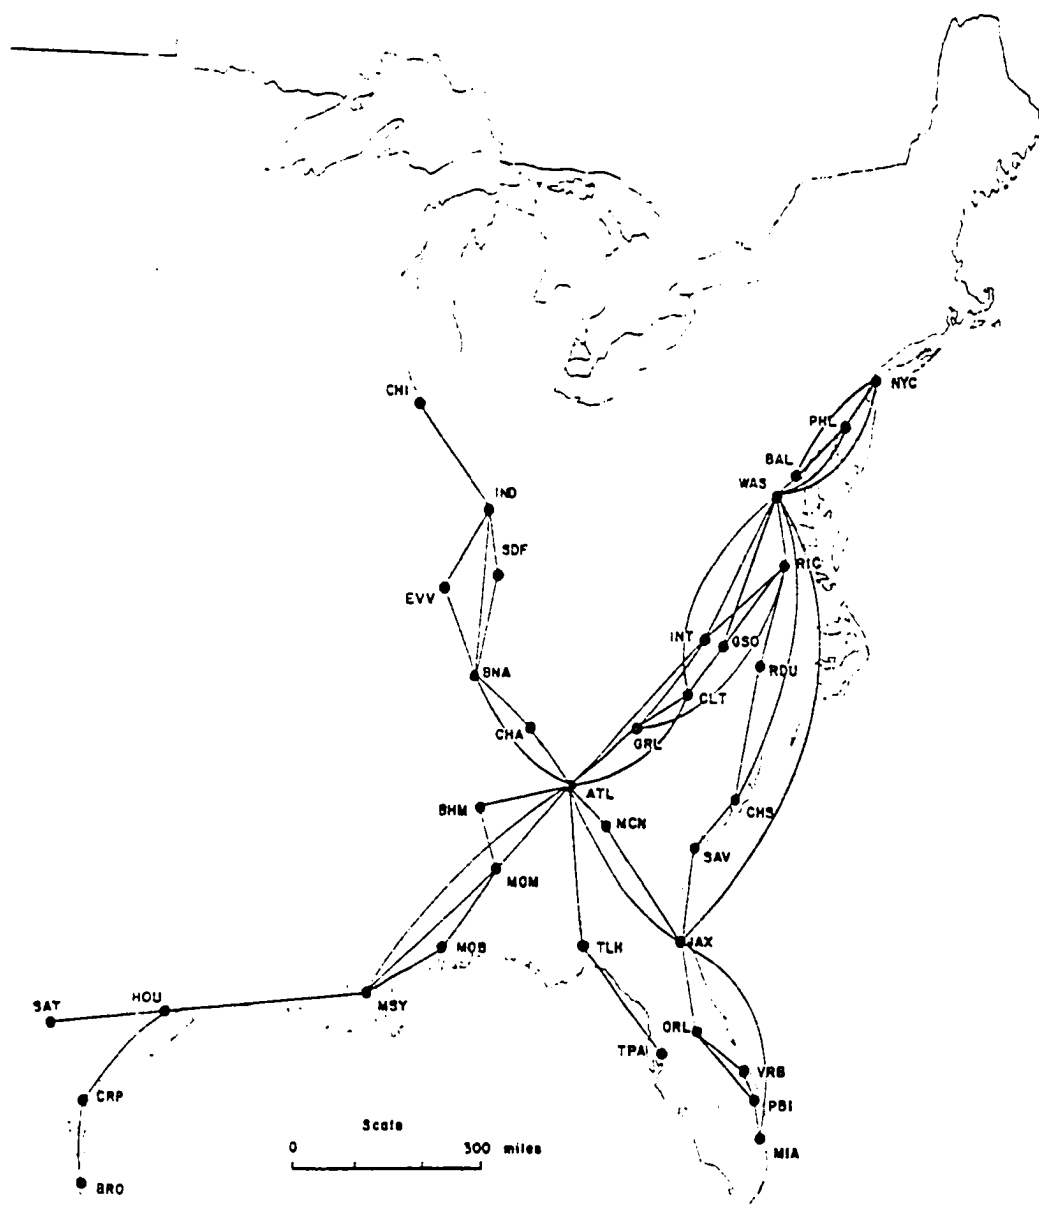 NYC
CHI
PHL
BAL
WAS
IND
SDF
RIC
EVV
INT
GSO
BNA
RDU
CLT
CHA
GRL
ATL
BHM
MCN
CHS
SAV
MGM
MOB
TLH
JAX
SAT
HOU
MSY
ORL
TPA
VRB
CRP
PBI
Scale
0
300 miles
MIA
BRO